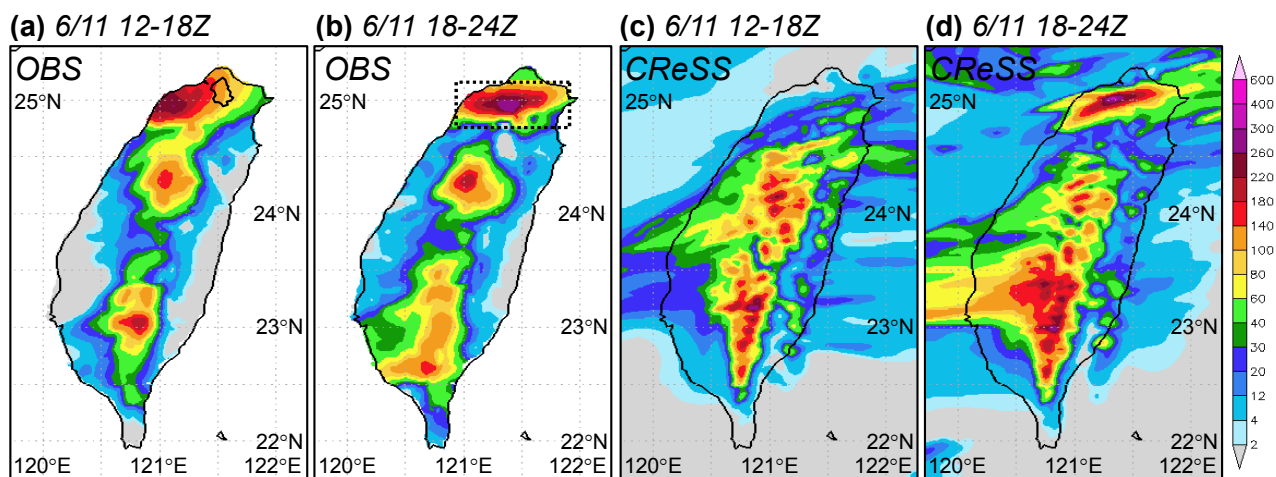 (a) 6/11 12-18Z
(b) 6/11 18-24Z
(c) 6/11 12-18Z
(d) 6/11 18-24Z
OBS
OBS
CReSS
CReSS
25°N
25°N
25°N
25°N
24°N
24°N
24°N
24°N
23°N
23°N
23°N
23°N
22°N
22°N
22°N
22°N
120°E
121°E
122°E
120°E
121°E
122°E
120°E
121°E
122°E
120°E
121°E
122°E
600
400
300
260
220
180
140
100
80
60
30
20
12
4
2